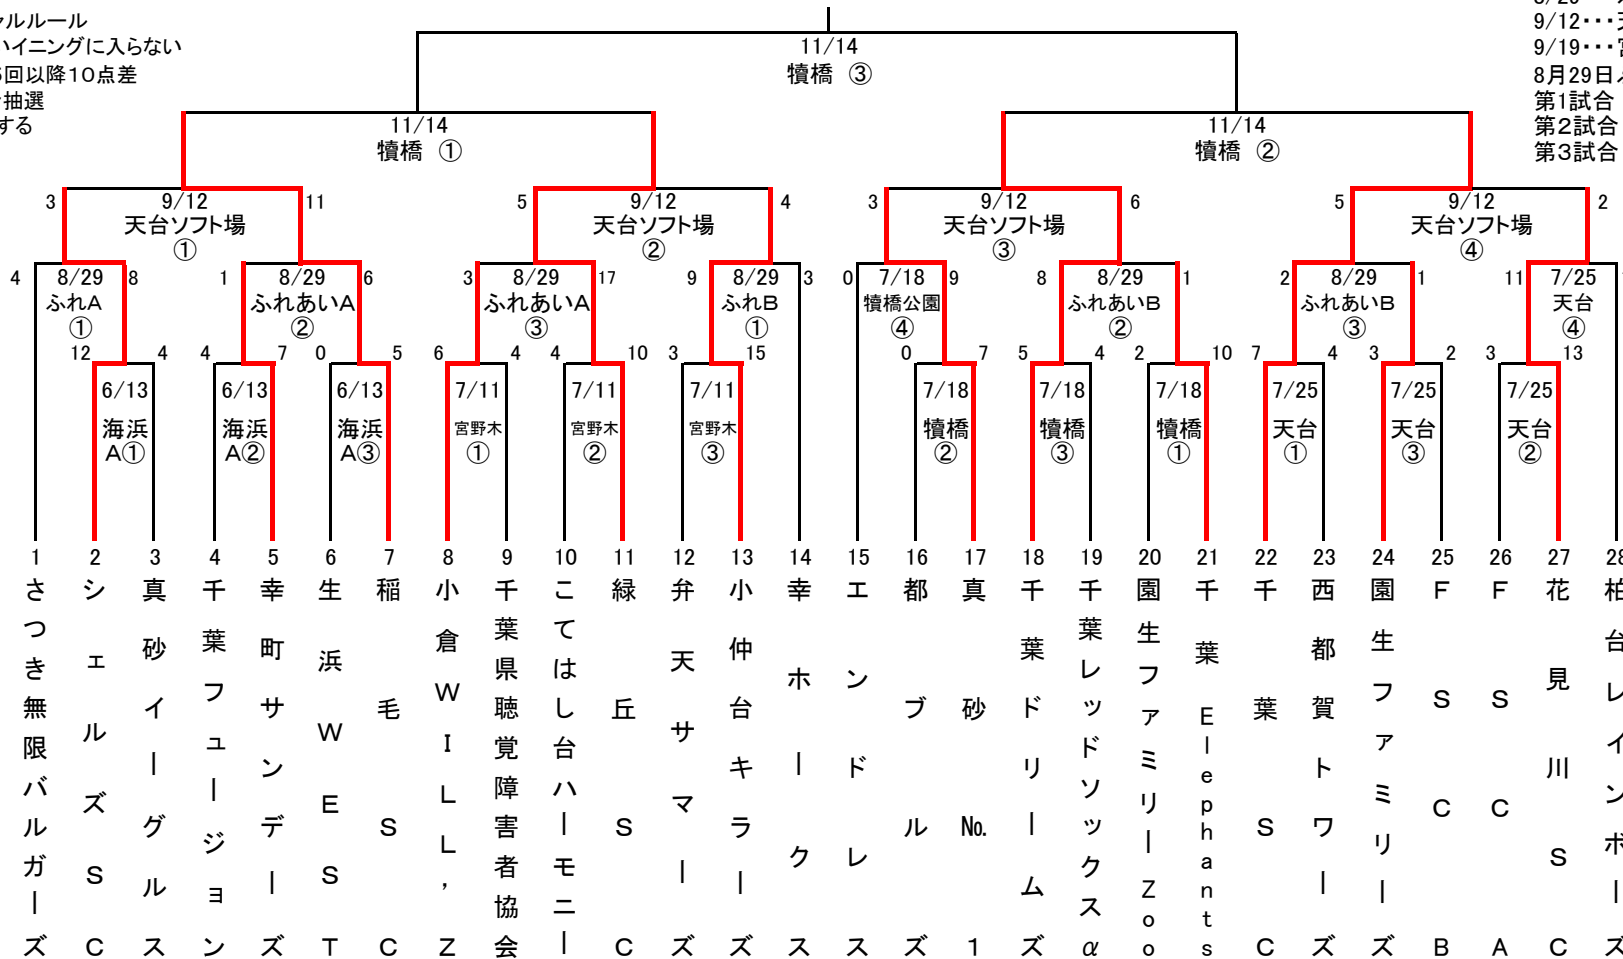 ャルルール
ハイニングに入らない
5回以降10点差
抽選
する
9/12・・・天
9/19・・・宮
8月29日
第1試合
第2試合
第3試合
11/14
犢橋 ③
11/14
犢橋 ①
11/14
犢橋 ②
3 9/12 11
天台ソフト場
①
5 9/12 4
天台ソフト場
②
3 9/12 6
天台ソフト場
③
5 9/12 2
天台ソフト場
④
4 8/29 8
ふれA
①
1 8/29 6
ふれあいA
②
3 8/29 17
ふれあいA
③
9 8/29 3
ふれB
①
0 7/18 9
犢橋公園
④
8 8/29 1
ふれあいB
②
2 8/29 1
ふれあいB
③
11 7/25
天台
④
12 4
6/13
海浜
A①
4 7
6/13
海浜
A②
0 5
6/13
海浜
A③
6 4
7/11
宮野木
①
4 10
7/11
宮野木
②
3 15
7/11
宮野木
③
0 7
7/18
犢橋
②
5 4
7/18
犢橋
③
2 10
7/18
犢橋
①
7 4
7/25
天台
①
3 2
7/25
天台
③
3 13
7/25
天台
②
1 さつき無限バルガーズ
2 シェルズSC
3 真砂イーグルス
4 千葉フュージョン
5 幸町サンデーズ
6 生浜WEST
7 稲毛SC
8 小倉WILL,Z
9 千葉県聴覚障害者協会
10 こてはし台ハーモニー
11 緑丘SC
12 弁天サマーズ
13 小仲台キラーズ
14 幸ホークス
15 エンドレス
16 都ブルズ
17 真砂№1
18 千葉ドリームズ
19 千葉レッドソックスα
20 園生ファミリーZoo
21 千葉Elephants
22 千葉SC
23 西都賀トワーズ
24 園生ファミリーズ
25 FSCB
26 FSCA
27 花見川SC
28 柏台レインボーズ